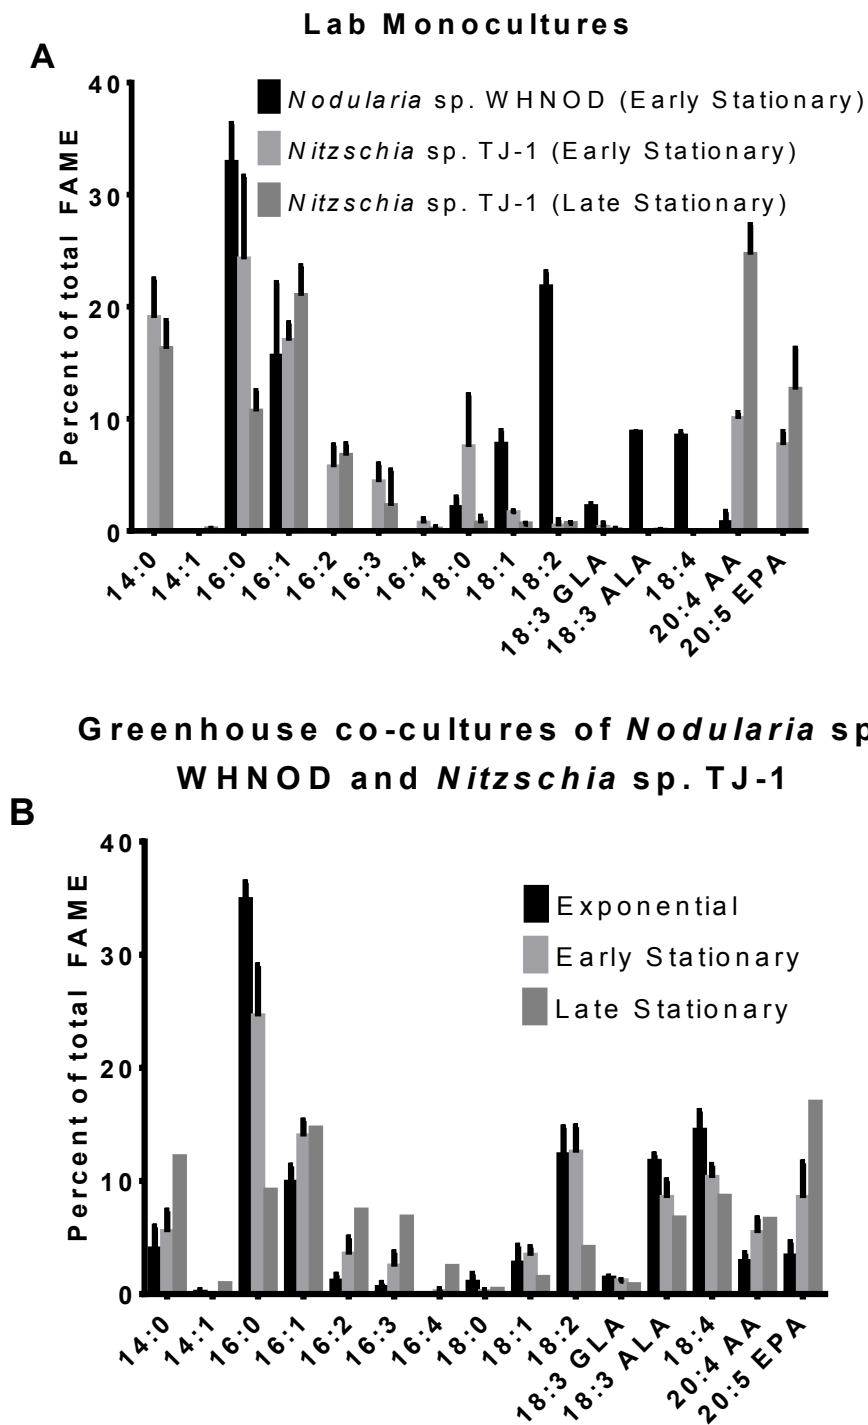 Lab Monocultures
A
Percent of total FAME
40
30
20
10
0
Nodularia sp. WHNOD (Early Stationary)
Nitzschia sp. TJ-1 (Early Stationary)
Nitzschia sp. TJ-1 (Late Stationary)
14:0
14:1
16:0
16:1
16:2
16:3
16:4
18:0
18:1
18:2
18:3 GLA
18:3 ALA
18:4
20:4 AA
20:5 EPA
Greenhouse co-cultures of Nodularia sp
WHNOD and Nitzschia sp. TJ-1
B
Percent of total FAME
40
30
20
10
0
Exponential
Early Stationary
Late Stationary
14:0
14:1
16:0
16:1
16:2
16:3
16:4
18:0
18:1
18:2
18:3 GLA
18:3 ALA
18:4
20:4 AA
20:5 EPA